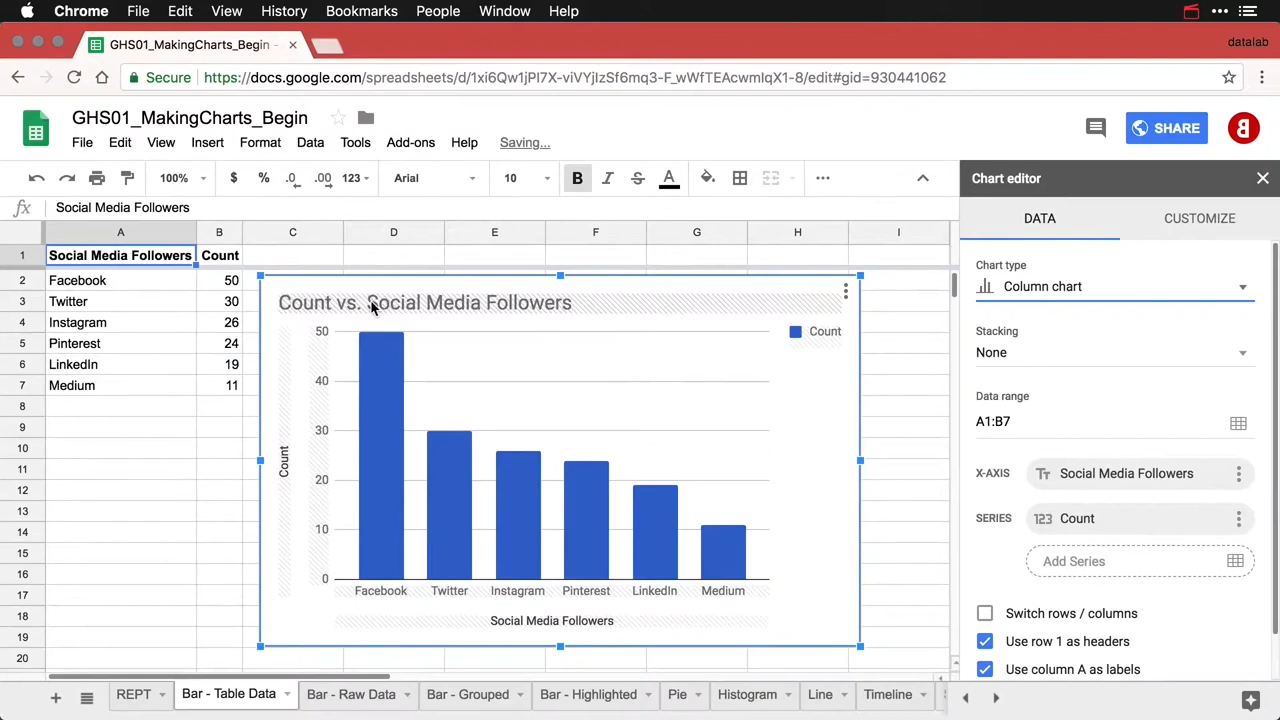 Chrome File Edit View History Bookmarks People Window Help
GHS01_MakingCharts_Begin -
datalab
Secure https://docs.google.com/spreadsheets/d/1xi6Qw1jPl7X-viVYjIzSf6mq3-F_wWfTEAcwmIqX1-8/edit#gid=930441062
GHS01_MakingCharts_Begin
SHARE
File Edit View Insert Format Data Tools Add-ons Help Saving...
100% $ % .0 .00 123 Arial 10 B I S A
Chart editor
fx Social Media Followers
DATA CUSTOMIZE
A B C D E F G H I
1 Social Media Followers Count
2 Facebook 50
3 Twitter 30
4 Instagram 26
5 Pinterest 24
6 LinkedIn 19
7 Medium 11
8
9
10
11
12
13
14
15
16
17
18
19
20
Count vs. Social Media Followers
Count
50
40
30
20
10
0
Count
Facebook Twitter Instagram Pinterest LinkedIn Medium
Social Media Followers
Chart type
Column chart
Stacking
None
Data range
A1:B7
X-AXIS Tт Social Media Followers
SERIES 123 Count
Add Series
Switch rows / columns
Use row 1 as headers
Use column A as labels
REPT Bar - Table Data Bar - Raw Data Bar - Grouped Bar - Highlighted Pie Histogram Line Timeline